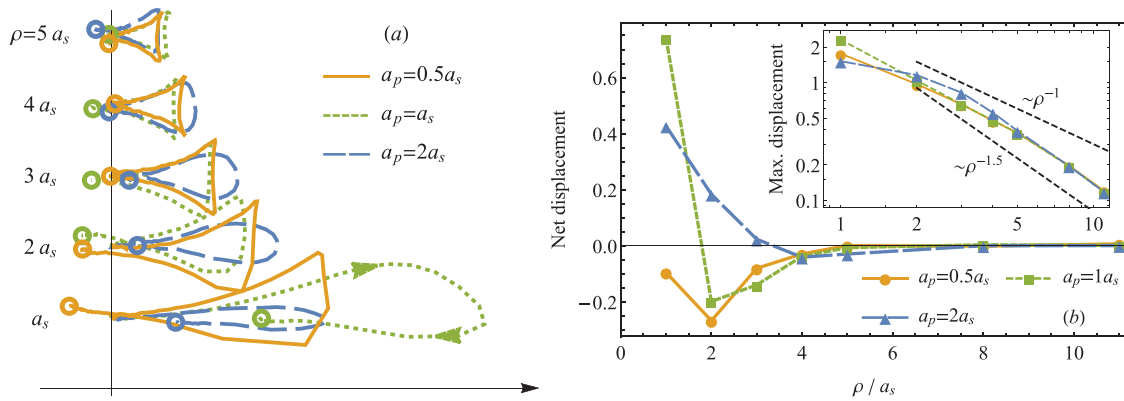 ρ=5 a_s
(a)
a_p=0.5a_s
4 a_s
a_p=a_s
3 a_s
a_p=2a_s
2 a_s
a_s
Net displacement
0.6
0.4
0.2
0.0
−0.2
0 2 4 6 8 10
ρ / a_s
Max. displacement
2
1
0.5
0.2
0.1
1 2 5 10
~ρ^−1
~ρ^−1.5
a_p=0.5a_s a_p=1a_s
a_p=2a_s (b)